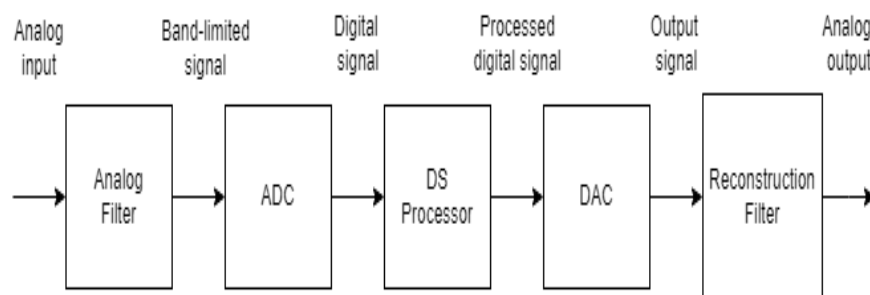 Analog
input
Band-limited
signal
Digital
signal
Processed
digital signal
Output
signal
Analog
output
Analog
Filter
ADC
DS
Processor
DAC
Reconstruction
Filter